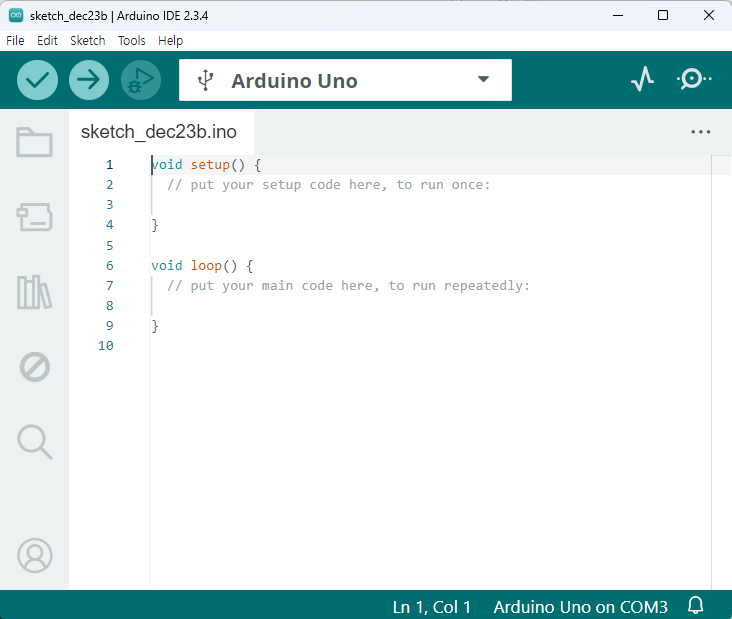 sketch_dec23b | Arduino IDE 2.3.4
File Edit Sketch Tools Help
Arduino Uno
sketch_dec23b.ino
1 void setup() {
2 // put your setup code here, to run once:
3
4 }
5
6 void loop() {
7 // put your main code here, to run repeatedly:
8
9 }
10
Ln 1, Col 1 Arduino Uno on COM3